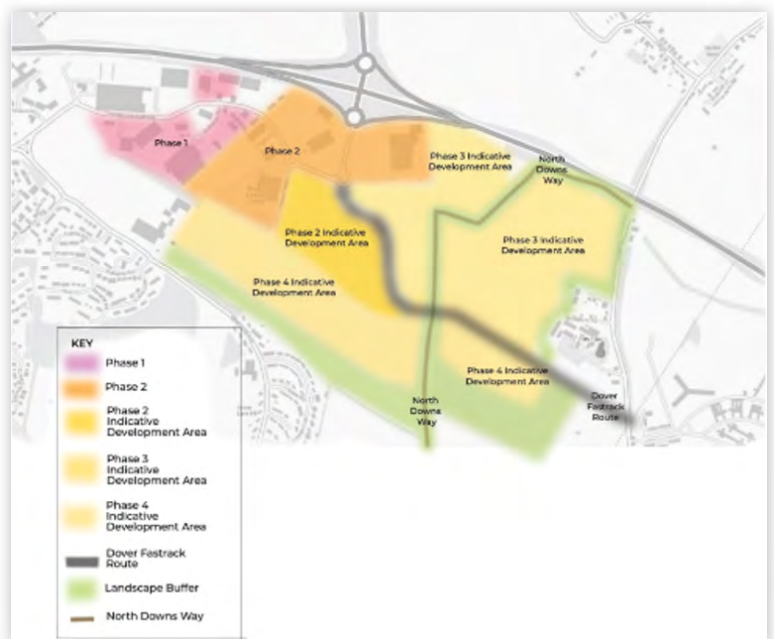 Phase 1
Phase 2
Phase 3 Indicative
Development Area
North
Downs
Way
Phase 2 Indicative
Development Area
Phase 3 Indicative
Development Area
Phase 4 Indicative
Development Area
Phase 4 Indicative
Development Area
North
Downs
Way
Dover
Fastrack
Route
KEY
Phase 1
Phase 2
Phase 2
Indicative
Development Area
Phase 3
Indicative
Development Area
Phase 4
Indicative
Development Area
Dover Fastrack
Route
Landscape Buffer
North Downs Way